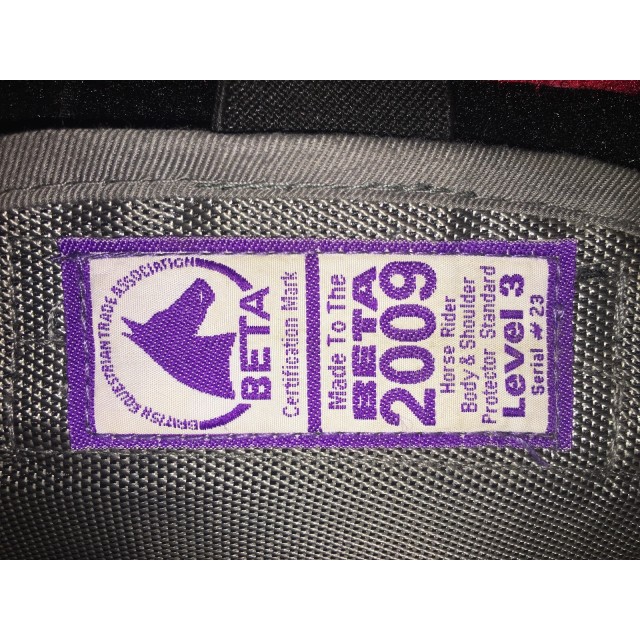 BRITISH EQUESTRIAN TRADE ASSOCIATION
BETA
Certification Mark
Made To The
BETA
2009
Horse Rider
Body & Shoulder
Protector Standard
Level 3
Serial # 23